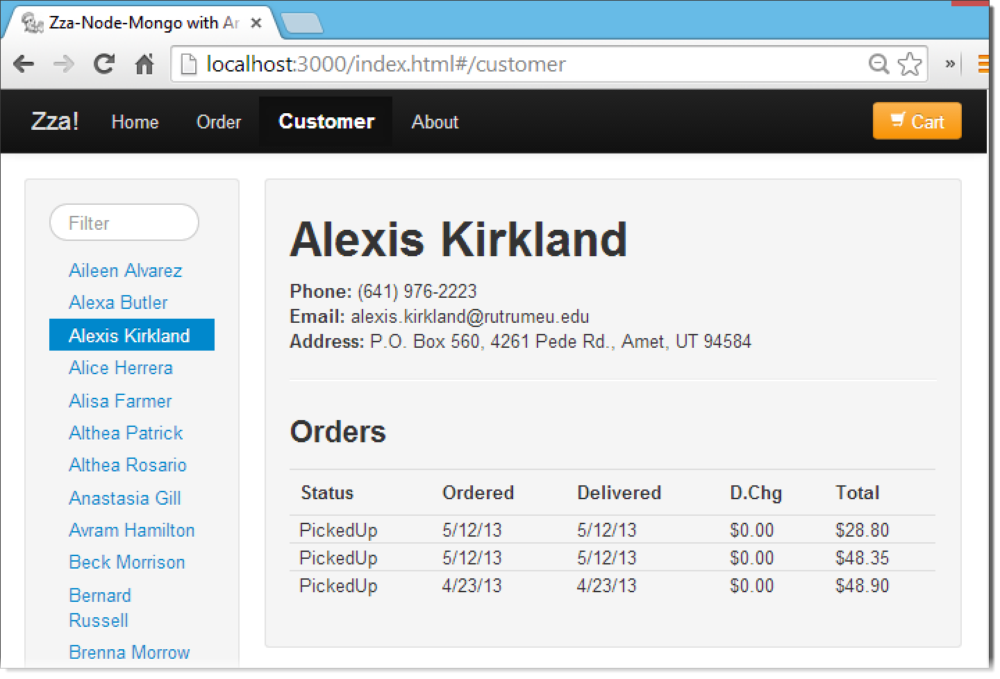 Zza-Node-Mongo with Ar
localhost:3000/index.html#/customer
»
Zza! Home Order Customer About Cart
Filter
Aileen Alvarez
Alexa Butler
Alexis Kirkland
Alice Herrera
Alisa Farmer
Althea Patrick
Althea Rosario
Anastasia Gill
Avram Hamilton
Beck Morrison
Bernard
Russell
Brenna Morrow
Alexis Kirkland
Phone: (641) 976-2223
Email: alexis.kirkland@rutrumeu.edu
Address: P.O. Box 560, 4261 Pede Rd., Amet, UT 94584
Orders
Status Ordered Delivered D.Chg Total
PickedUp 5/12/13 5/12/13 $0.00 $28.80
PickedUp 5/12/13 5/12/13 $0.00 $48.35
PickedUp 4/23/13 4/23/13 $0.00 $48.90